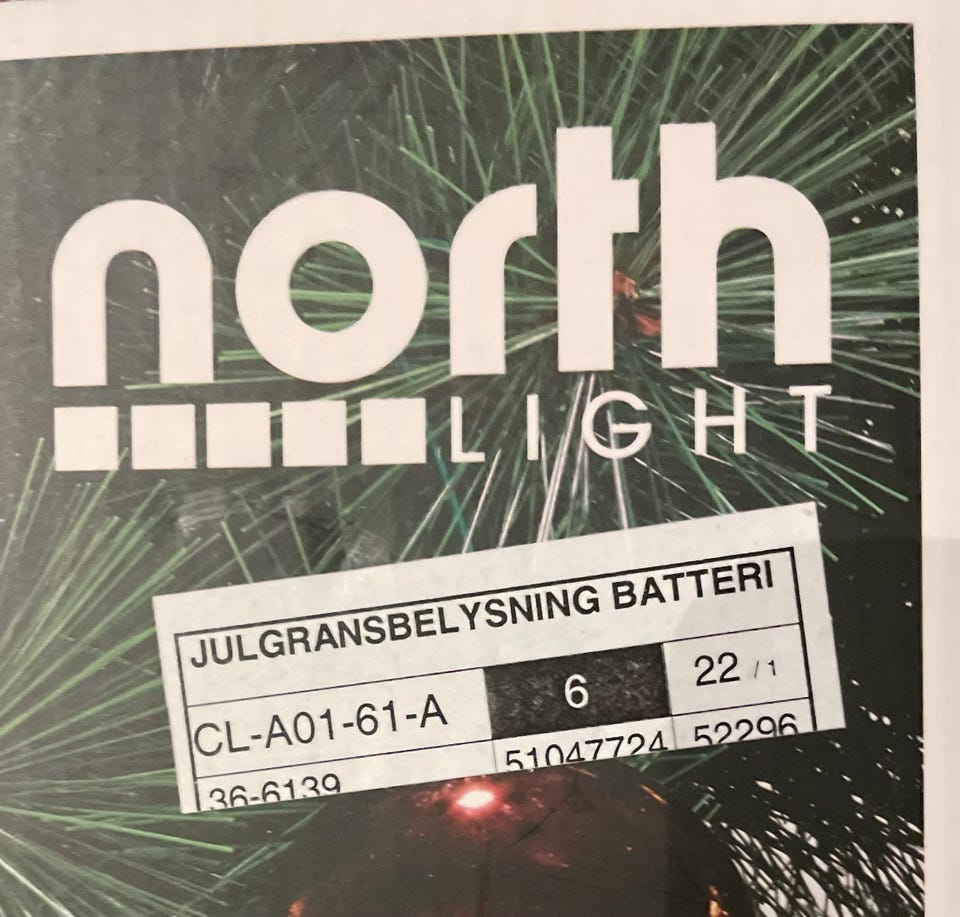 north
LIGHT
JULGRANSBELYSNING BATTERI
CL-A01-61-A 6 22 / 1
36-6139 51047724 52296